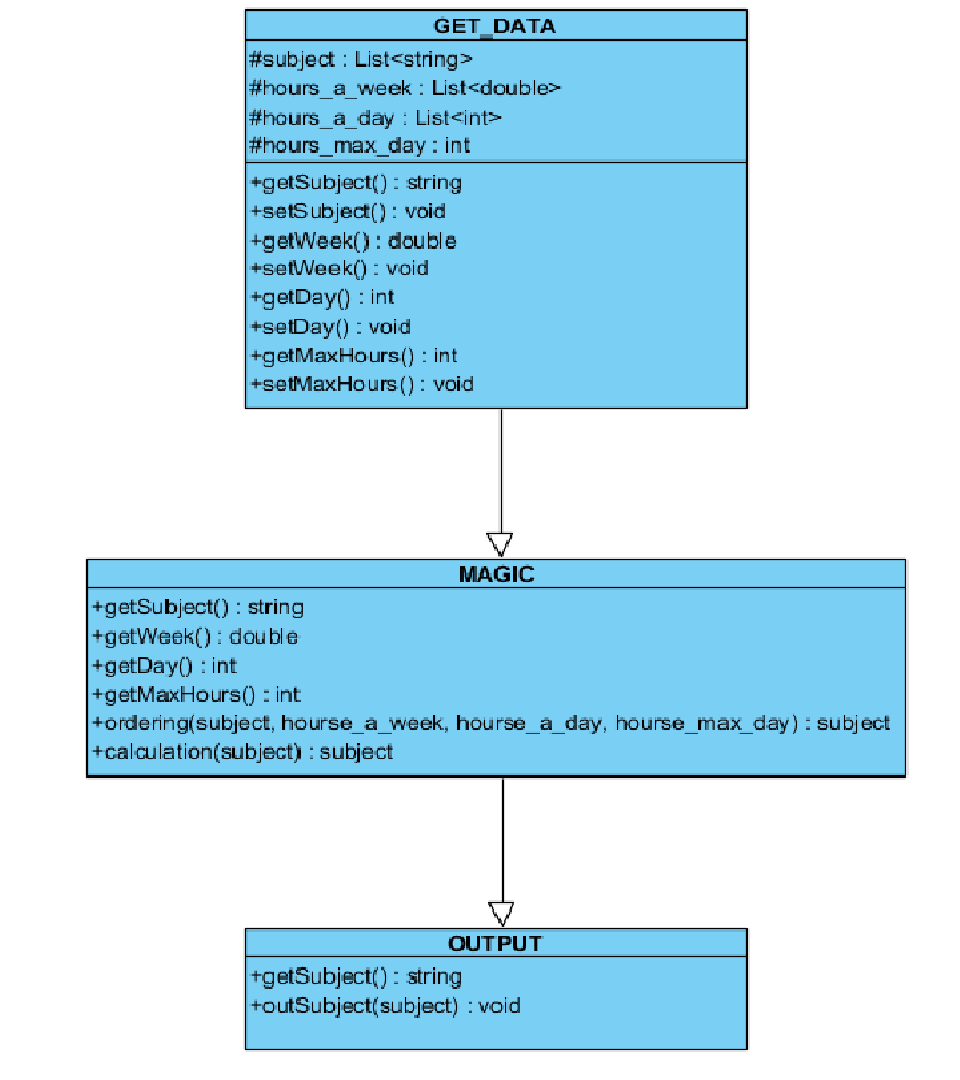 GET_DATA
#subject : List<string>
#hours_a_week : List<double>
#hours_a_day : List<int>
#hours_max_day : int
+getSubject() : string
+setSubject() : void
+getWeek() : double
+setWeek() : void
+getDay() : int
+setDay() : void
+getMaxHours() : int
+setMaxHours() : void
MAGIC
+getSubject() : string
+getWeek() : double
+getDay() : int
+getMaxHours() : int
+ordering(subject, hourse_a_week, hourse_a_day, hourse_max_day) : subject
+calculation(subject) : subject
OUTPUT
+getSubject() : string
+outSubject(subject) : void